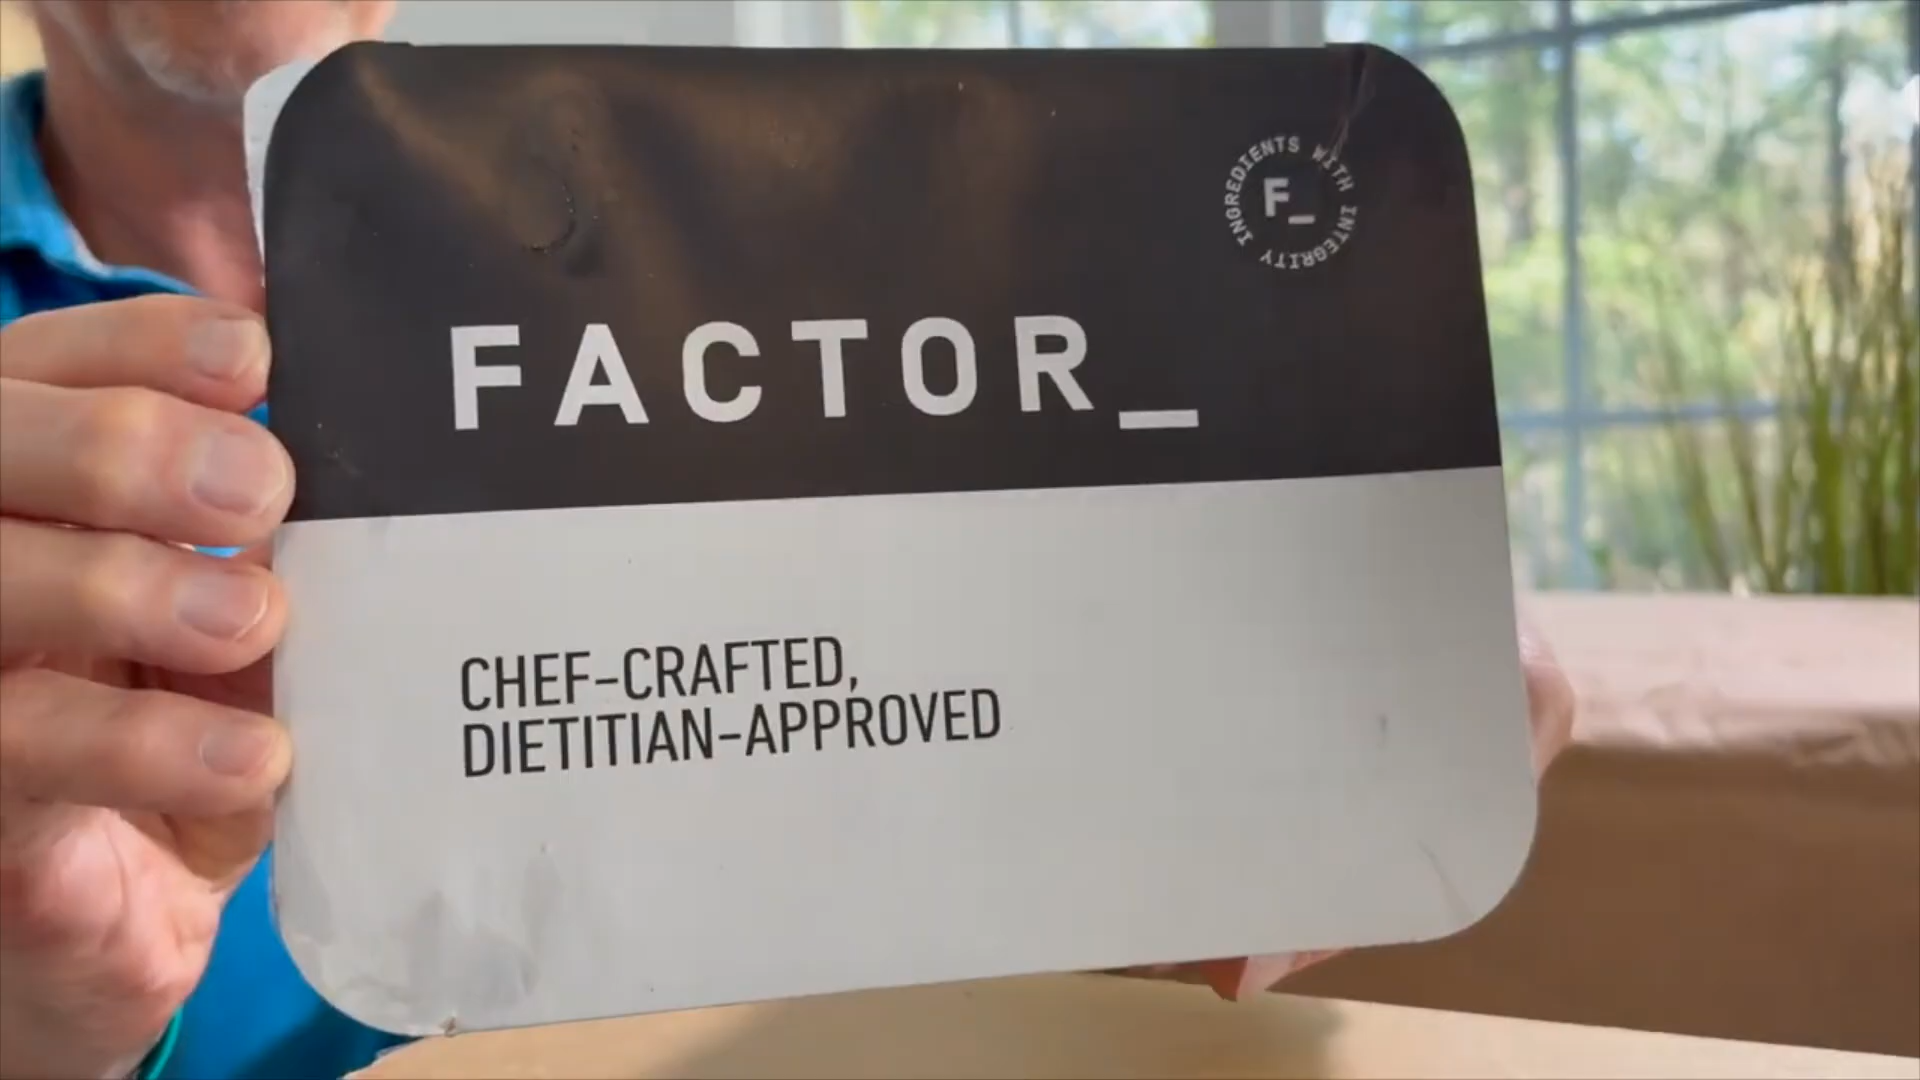 INGREDIENTS WITH INTEGRITY
F_
FACTOR_
CHEF-CRAFTED,
DIETITIAN-APPROVED